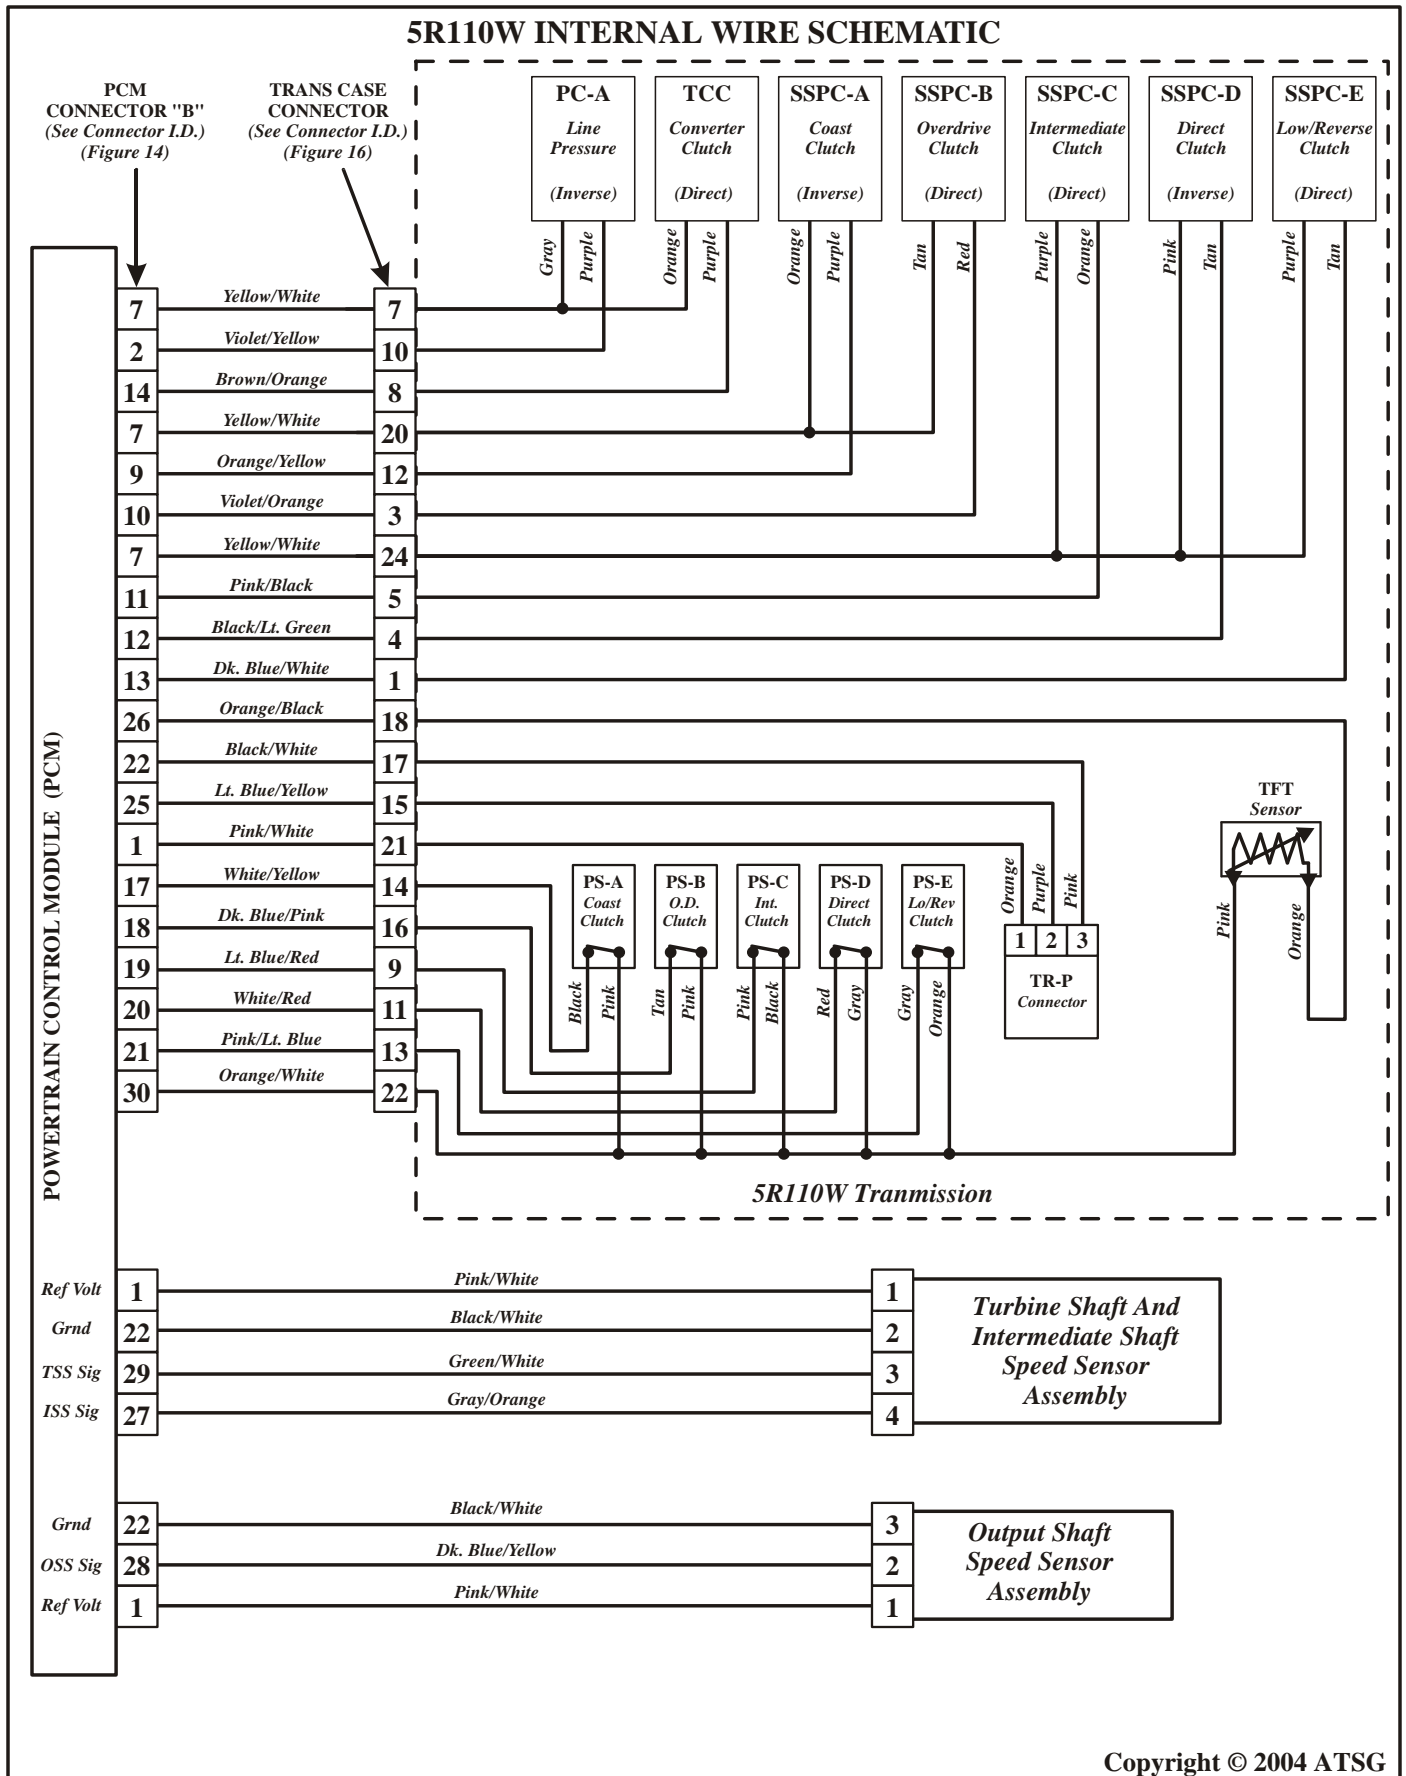 5R110W INTERNAL WIRE SCHEMATIC
PCM
CONNECTOR "B"
(See Connector I.D.)
(Figure 14)
TRANS CASE
CONNECTOR
(See Connector I.D.)
(Figure 16)
PC-A
Line
Pressure
(Inverse)
TCC
Converter
Clutch
(Direct)
SSPC-A
Coast
Clutch
(Inverse)
SSPC-B
Overdrive
Clutch
(Direct)
SSPC-C
Intermediate
Clutch
(Direct)
SSPC-D
Direct
Clutch
(Inverse)
SSPC-E
Low/Reverse
Clutch
(Direct)
Gray
Purple
Orange
Purple
Orange
Purple
Tan
Red
Purple
Orange
Pink
Tan
Purple
Tan
POWERTRAIN CONTROL MODULE (PCM)
7 Yellow/White 7
2 Violet/Yellow 10
14 Brown/Orange 8
7 Yellow/White 20
9 Orange/Yellow 12
10 Violet/Orange 3
7 Yellow/White 24
11 Pink/Black 5
12 Black/Lt. Green 4
13 Dk. Blue/White 1
26 Orange/Black 18
22 Black/White 17
25 Lt. Blue/Yellow 15
1 Pink/White 21
17 White/Yellow 14
18 Dk. Blue/Pink 16
19 Lt. Blue/Red 9
20 White/Red 11
21 Pink/Lt. Blue 13
30 Orange/White 22
PS-A
Coast
Clutch
PS-B
O.D.
Clutch
PS-C
Int.
Clutch
PS-D
Direct
Clutch
PS-E
Lo/Rev
Clutch
Black
Pink
Tan
Pink
Pink
Black
Red
Gray
Gray
Orange
Orange
Purple
Pink
1 2 3
TR-P
Connector
TFT
Sensor
Pink
Orange
5R110W Tranmission
Ref Volt 1 Pink/White 1
Grnd 22 Black/White 2
TSS Sig 29 Green/White 3
ISS Sig 27 Gray/Orange 4
Turbine Shaft And
Intermediate Shaft
Speed Sensor
Assembly
Grnd 22 Black/White 3
OSS Sig 28 Dk. Blue/Yellow 2
Ref Volt 1 Pink/White 1
Output Shaft
Speed Sensor
Assembly
Copyright © 2004 ATSG